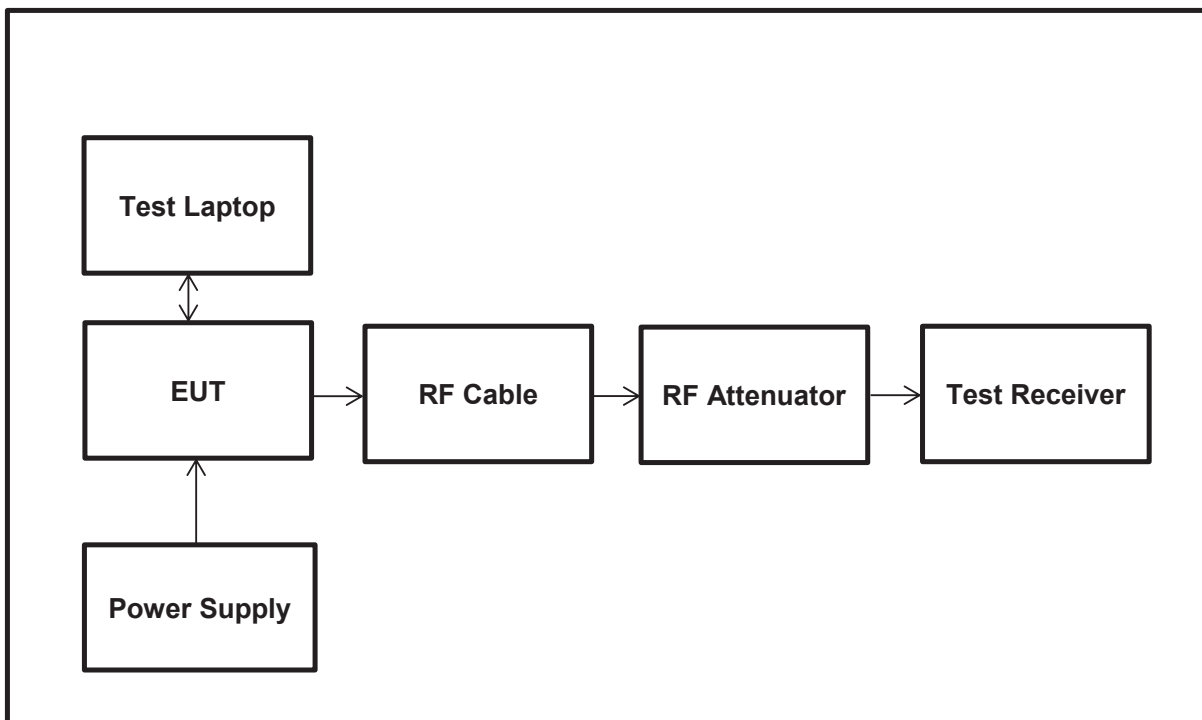 Test Laptop
EUT
RF Cable
RF Attenuator
Test Receiver
Power Supply